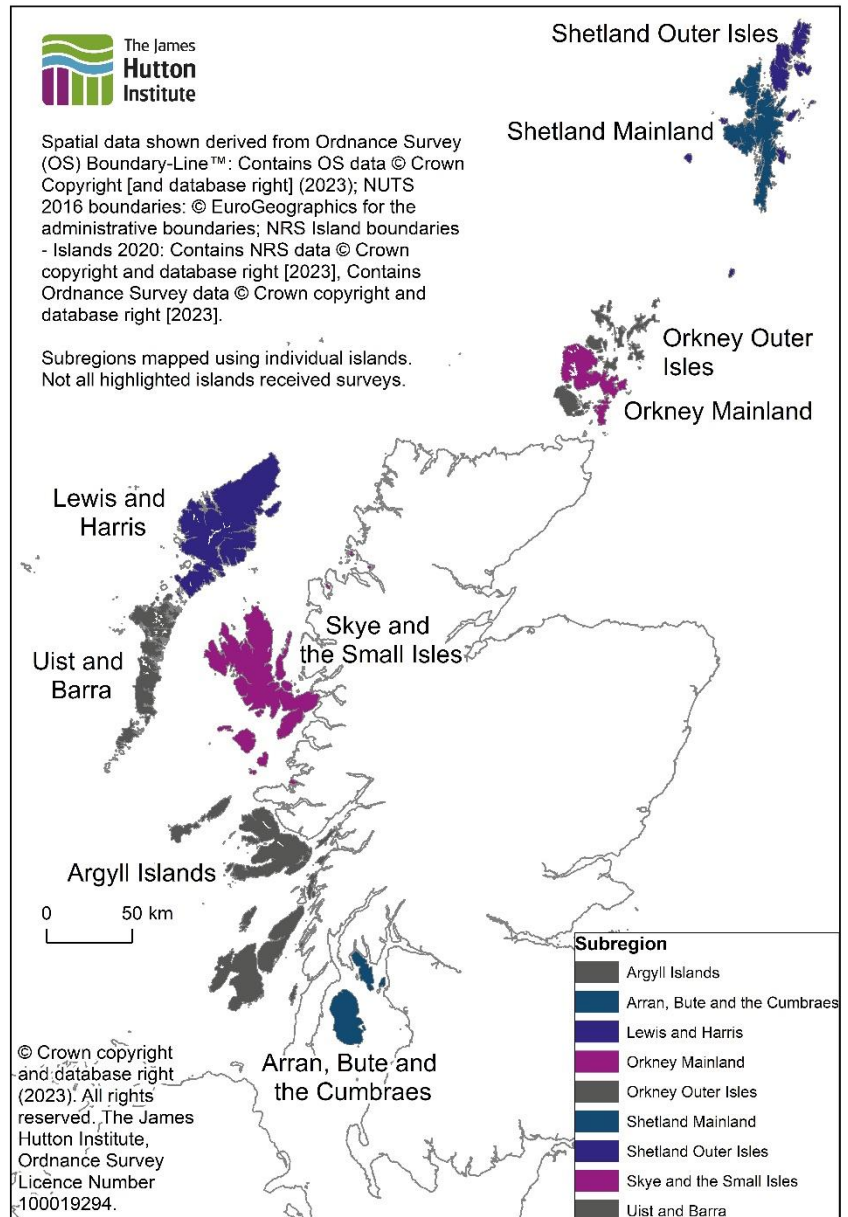 The James
Hutton
Institute
Shetland Outer Isles
Spatial data shown derived from Ordnance Survey
(OS) Boundary-Line™: Contains OS data © Crown
Copyright [and database right] (2023); NUTS
2016 boundaries: © EuroGeographics for the
administrative boundaries; NRS Island boundaries
- Islands 2020: Contains NRS data © Crown
copyright and database right [2023], Contains
Ordnance Survey data © Crown copyright and
database right [2023].
Shetland Mainland
Subregions mapped using individual islands.
Not all highlighted islands received surveys.
Orkney Outer
Isles
Orkney Mainland
Lewis and
Harris
Skye and
the Small Isles
Uist and
Barra
Argyll Islands
0 50 km
Arran, Bute and
the Cumbraes
© Crown copyright
and database right
(2023). All rights
reserved. The James
Hutton Institute,
Ordnance Survey
Licence Number
100019294.
Subregion
Argyll Islands
Arran, Bute and the Cumbraes
Lewis and Harris
Orkney Mainland
Orkney Outer Isles
Shetland Mainland
Shetland Outer Isles
Skye and the Small Isles
Uist and Barra